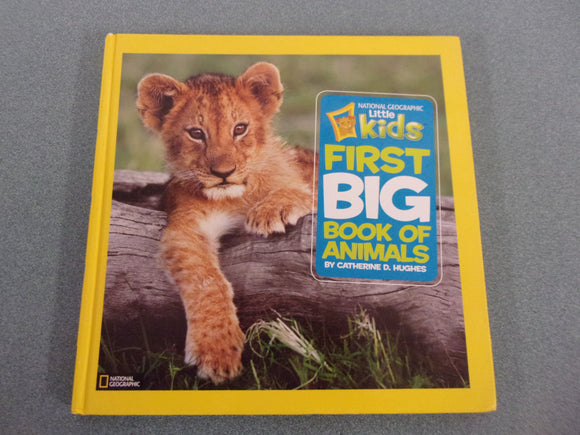 NATIONAL GEOGRAPHIC
Little
kids
FIRST
BIG
BOOK OF
ANIMALS
BY CATHERINE D. HUGHES
NATIONAL
GEOGRAPHIC